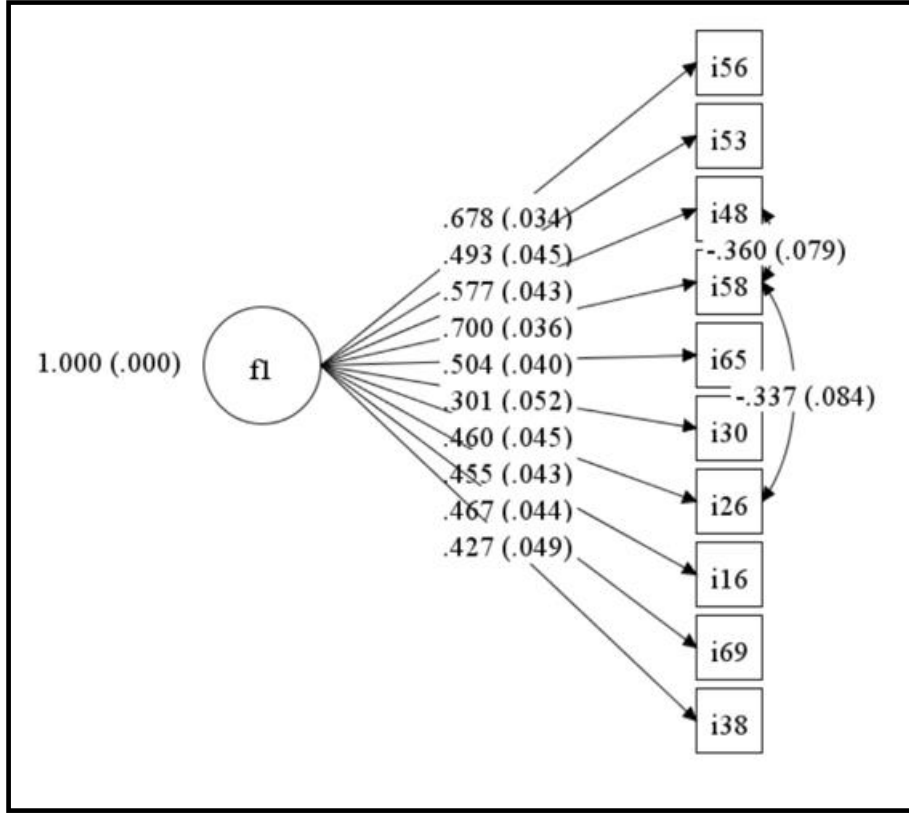 i56
i53
.678 (.034)
i48
.493 (.045)
-.360 (.079)
.577 (.043)
i58
.700 (.036)
1.000 (.000)
f1
.504 (.040)
i65
.301 (.052)
-.337 (.084)
i30
.460 (.045)
.455 (.043)
i26
.467 (.044)
.427 (.049)
i16
i69
i38